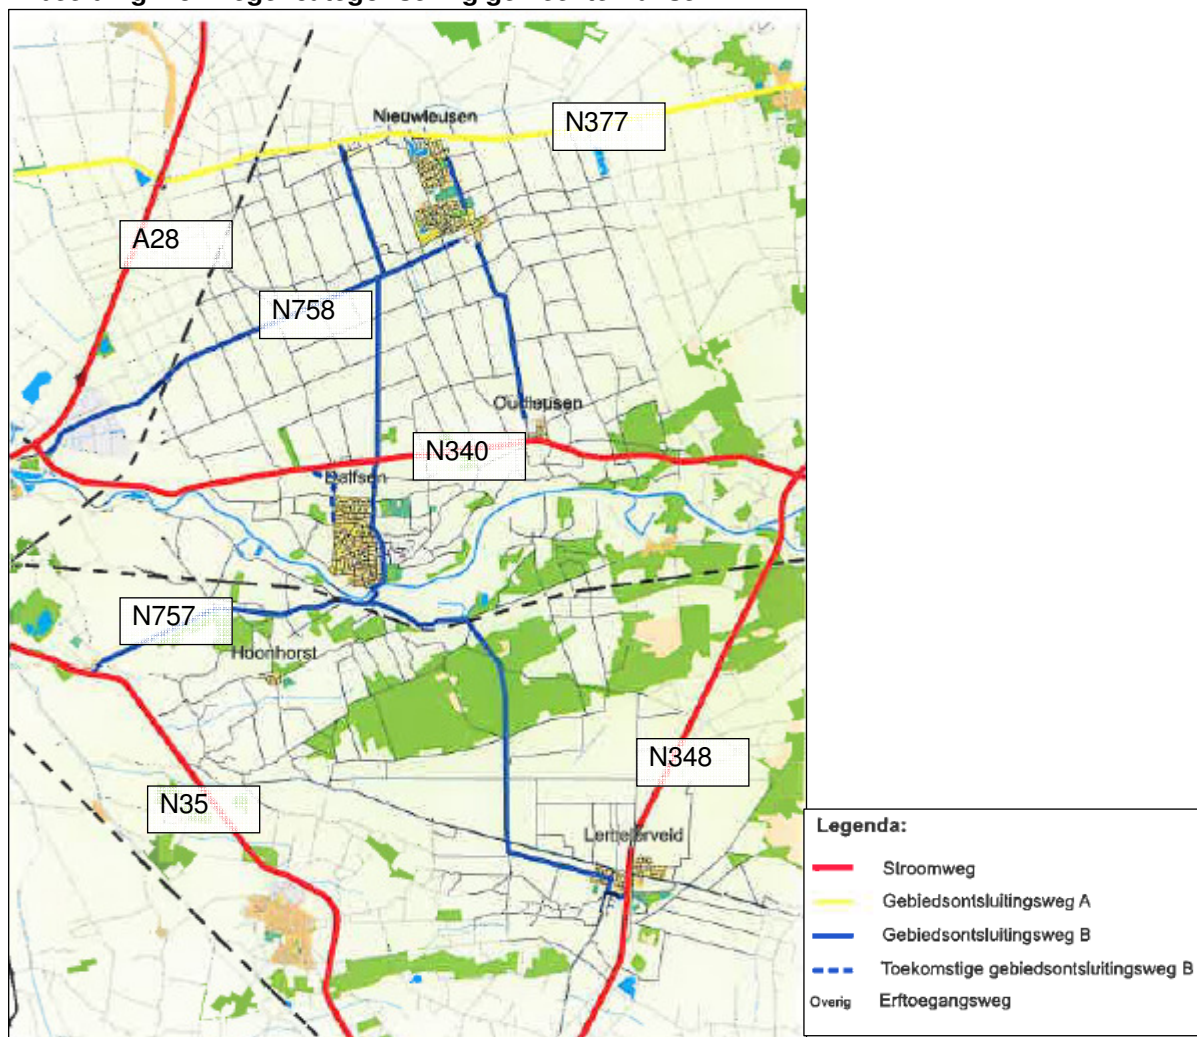 Nieuwleusen
N377
A28
N758
Oudleusen
N340
Dalfsen
N757
Hoonhorst
N348
N35
Lemelerveld
Legenda:
Stroomweg
Gebiedsontsluitingsweg A
Gebiedsontsluitingsweg B
Toekomstige gebiedsontsluitingsweg B
Overig Erftoegangsweg